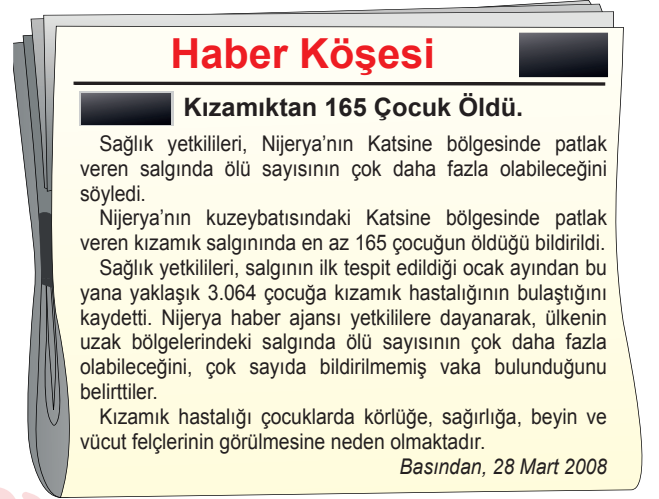 Haber Köşesi
Kızamıktan 165 Çocuk Öldü.
Sağlık yetkilileri, Nijerya’nın Katsine bölgesinde patlak
veren salgında ölü sayısının çok daha fazla olabileceğini
söyledi.
Nijerya’nın kuzeybatısındaki Katsine bölgesinde patlak
veren kızamık salgınında en az 165 çocuğun öldüğü bildirildi.
Sağlık yetkilileri, salgının ilk tespit edildiği ocak ayından bu
yana yaklaşık 3.064 çocuğa kızamık hastalığının bulaştığını
kaydetti. Nijerya haber ajansı yetkililere dayanarak, ülkenin
uzak bölgelerindeki salgında ölü sayısının çok daha fazla
olabileceğini, çok sayıda bildirilmemiş vaka bulunduğunu
belirttiler.
Kızamık hastalığı çocuklarda körlüğe, sağırlığa, beyin ve
vücut felçlerinin görülmesine neden olmaktadır.
Basından, 28 Mart 2008